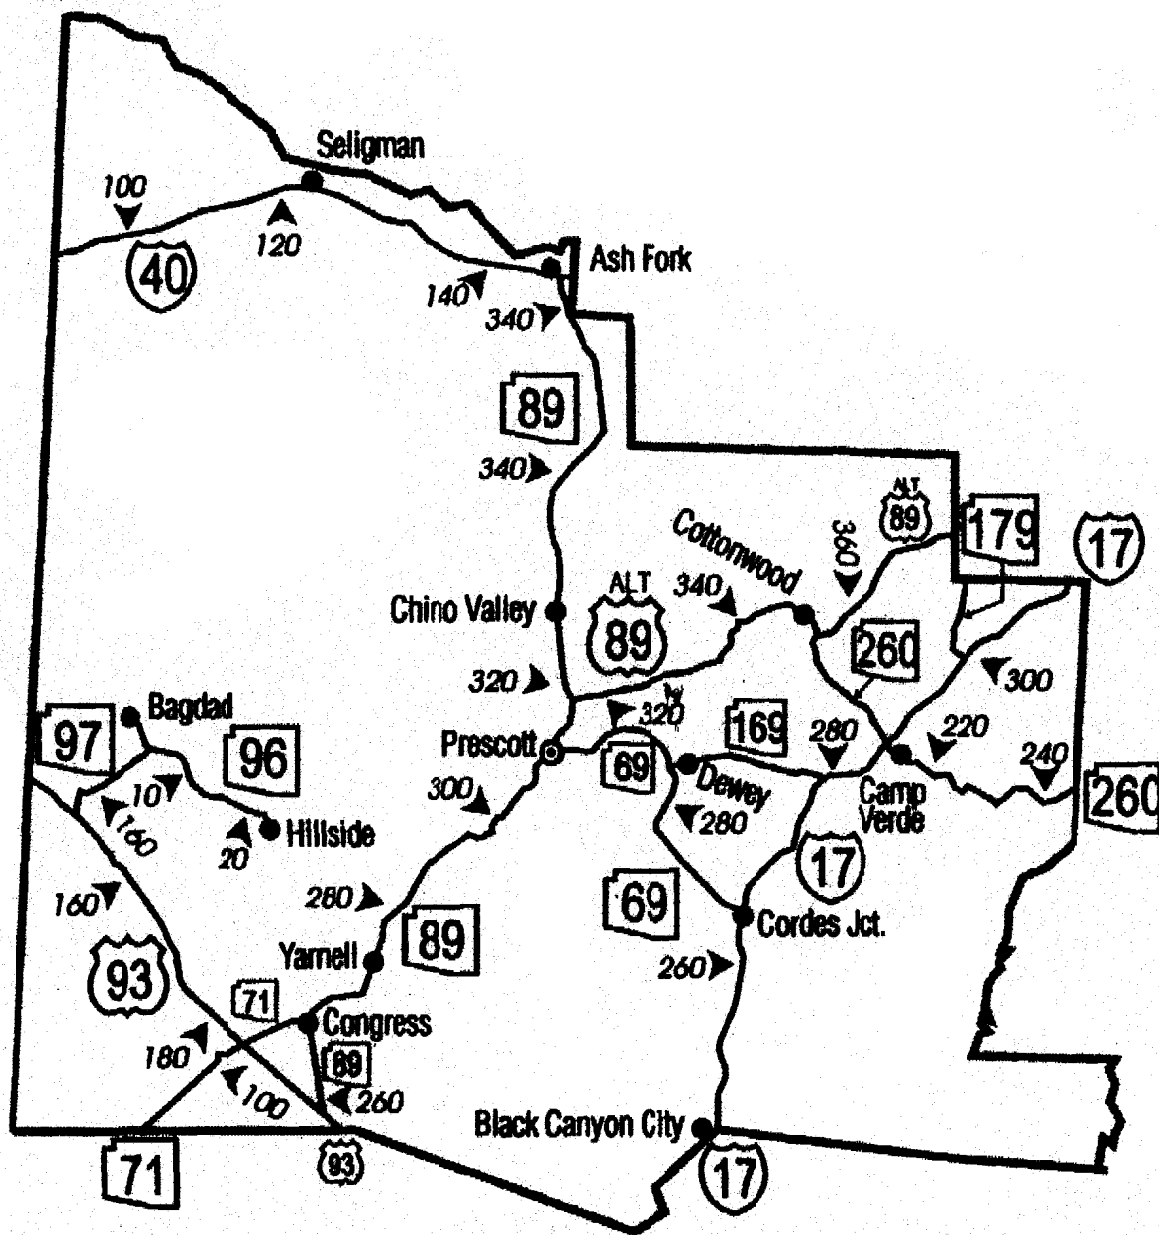 Seligman
100
120
40
Ash Fork
140
340
89
340
ALT
89
179
17
Cottonwood
360
ALT
340
Chino Valley
89
260
320
300
Bagdad
320
169
280
220
97
96
Prescott
69
Dewey
240
10
300
Camp
Verde
260
160
Hillside
280
20
17
160
280
69
89
Cordes Jct.
Yarnell
260
93
71
Congress
180
89
100
260
Black Canyon City
71
93
17